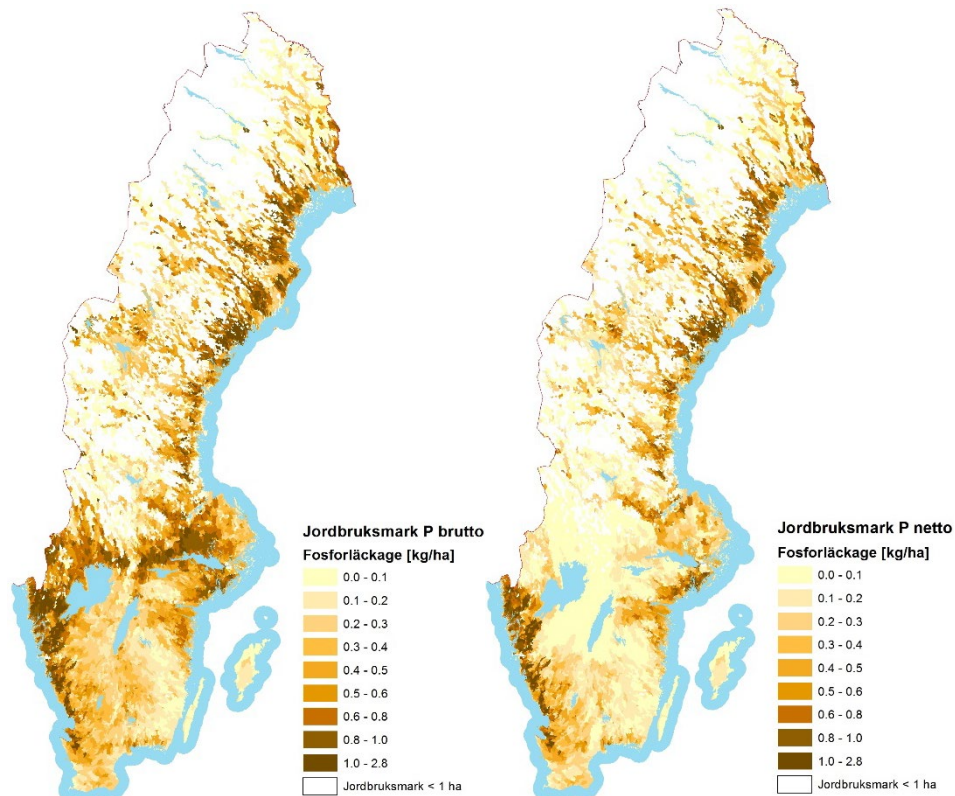 Jordbruksmark P brutto
Fosforläckage [kg/ha]
0.0 - 0.1
0.1 - 0.2
0.2 - 0.3
0.3 - 0.4
0.4 - 0.5
0.5 - 0.6
0.6 - 0.8
0.8 - 1.0
1.0 - 2.8
Jordbruksmark < 1 ha
Jordbruksmark P netto
Fosforläckage [kg/ha]
0.0 - 0.1
0.1 - 0.2
0.2 - 0.3
0.3 - 0.4
0.4 - 0.5
0.5 - 0.6
0.6 - 0.8
0.8 - 1.0
1.0 - 2.8
Jordbruksmark < 1 ha